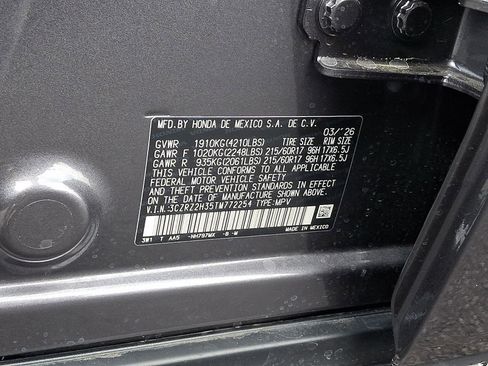 MFD.BY HONDA DE MEXICO S.A. DE C.V.
03/'26
GVWR 1910KG(4210LBS) TIRE SIZE RIM SIZE
GAWR F 1020KG(2248LBS) 215/60R17 96H 17X6.5J
GAWR R 935KG(2061LBS) 215/60R17 96H 17X6.5J
THIS VEHICLE CONFORMS TO ALL APPLICABLE
FEDERAL MOTOR VEHICLE SAFETY
AND THEFT PREVENTION STANDARDS IN EFFECT ON THE
DATE OF MANUFACTURE SHOWN ABOVE.
V.I.N.:3CZRZ2H35TM772254 TYPE:MPV
3W1 T AA5 NH797MX -B -M
MADE IN MEXICO